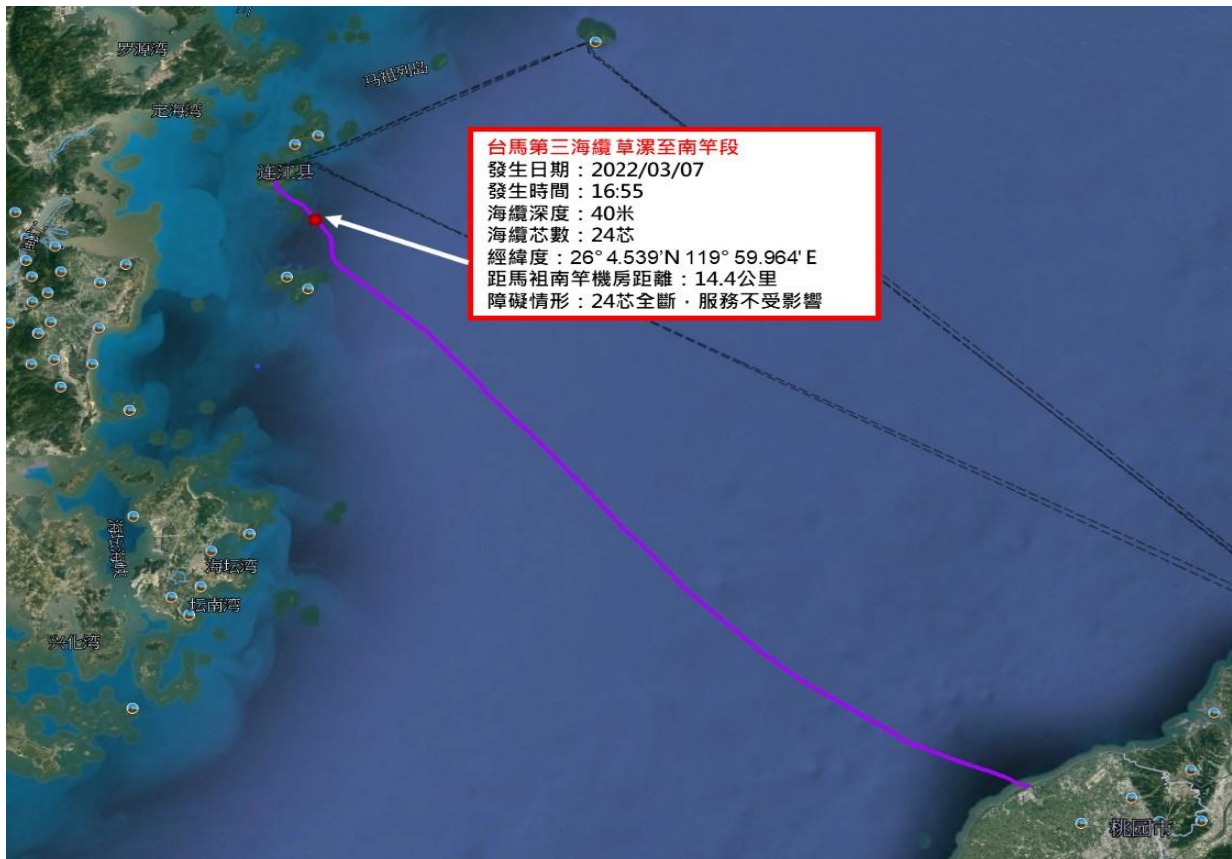 罗源湾
定海湾
马祖列岛
连江县
台馬第三海纜 草漯至南竿段
發生日期：2022/03/07
發生時間：16:55
海纜深度：40米
海纜芯數：24芯
經緯度：26° 4.539’N 119° 59.964' E
距馬祖南竿機房距離：14.4公里
障礙情形：24芯全斷，服務不受影響
海坛海峡
海坛湾
坛南湾
兴化湾
桃园市